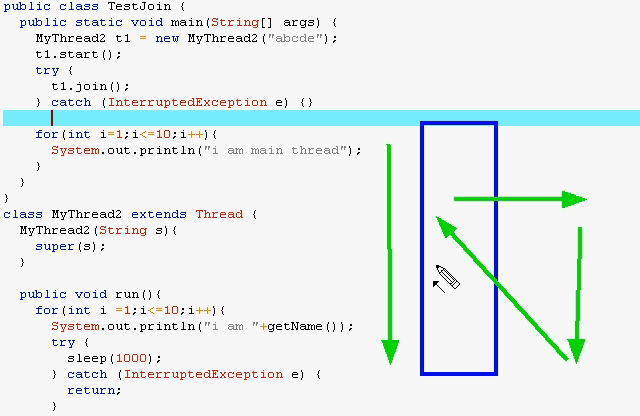 public class TestJoin {
public static void main(String[] args) {
MyThread2 t1 = new MyThread2("abcde");
t1.start();
try {
t1.join();
} catch (InterruptedException e) {}
for(int i=1;i<=10;i++){
System.out.println("i am main thread");
}
}
}
class MyThread2 extends Thread {
MyThread2(String s){
super(s);
}
public void run(){
for(int i =1;i<=10;i++){
System.out.println("i am "+getName());
try {
sleep(1000);
} catch (InterruptedException e) {
return;
}